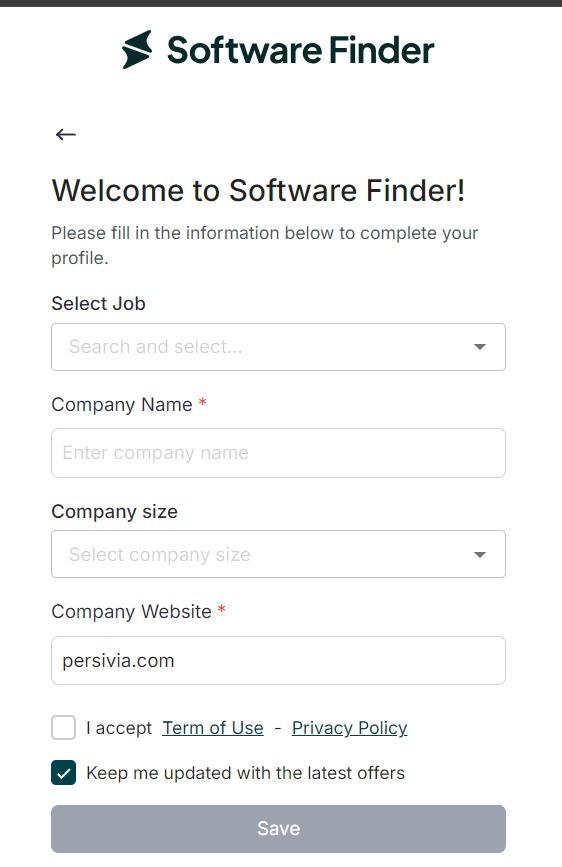 Software Finder
Welcome to Software Finder!
Please fill in the information below to complete your
profile.
Select Job
Search and select...
Company Name *
Enter company name
Company size
Select company size
Company Website *
persivia.com
I accept Term of Use - Privacy Policy
Keep me updated with the latest offers
Save